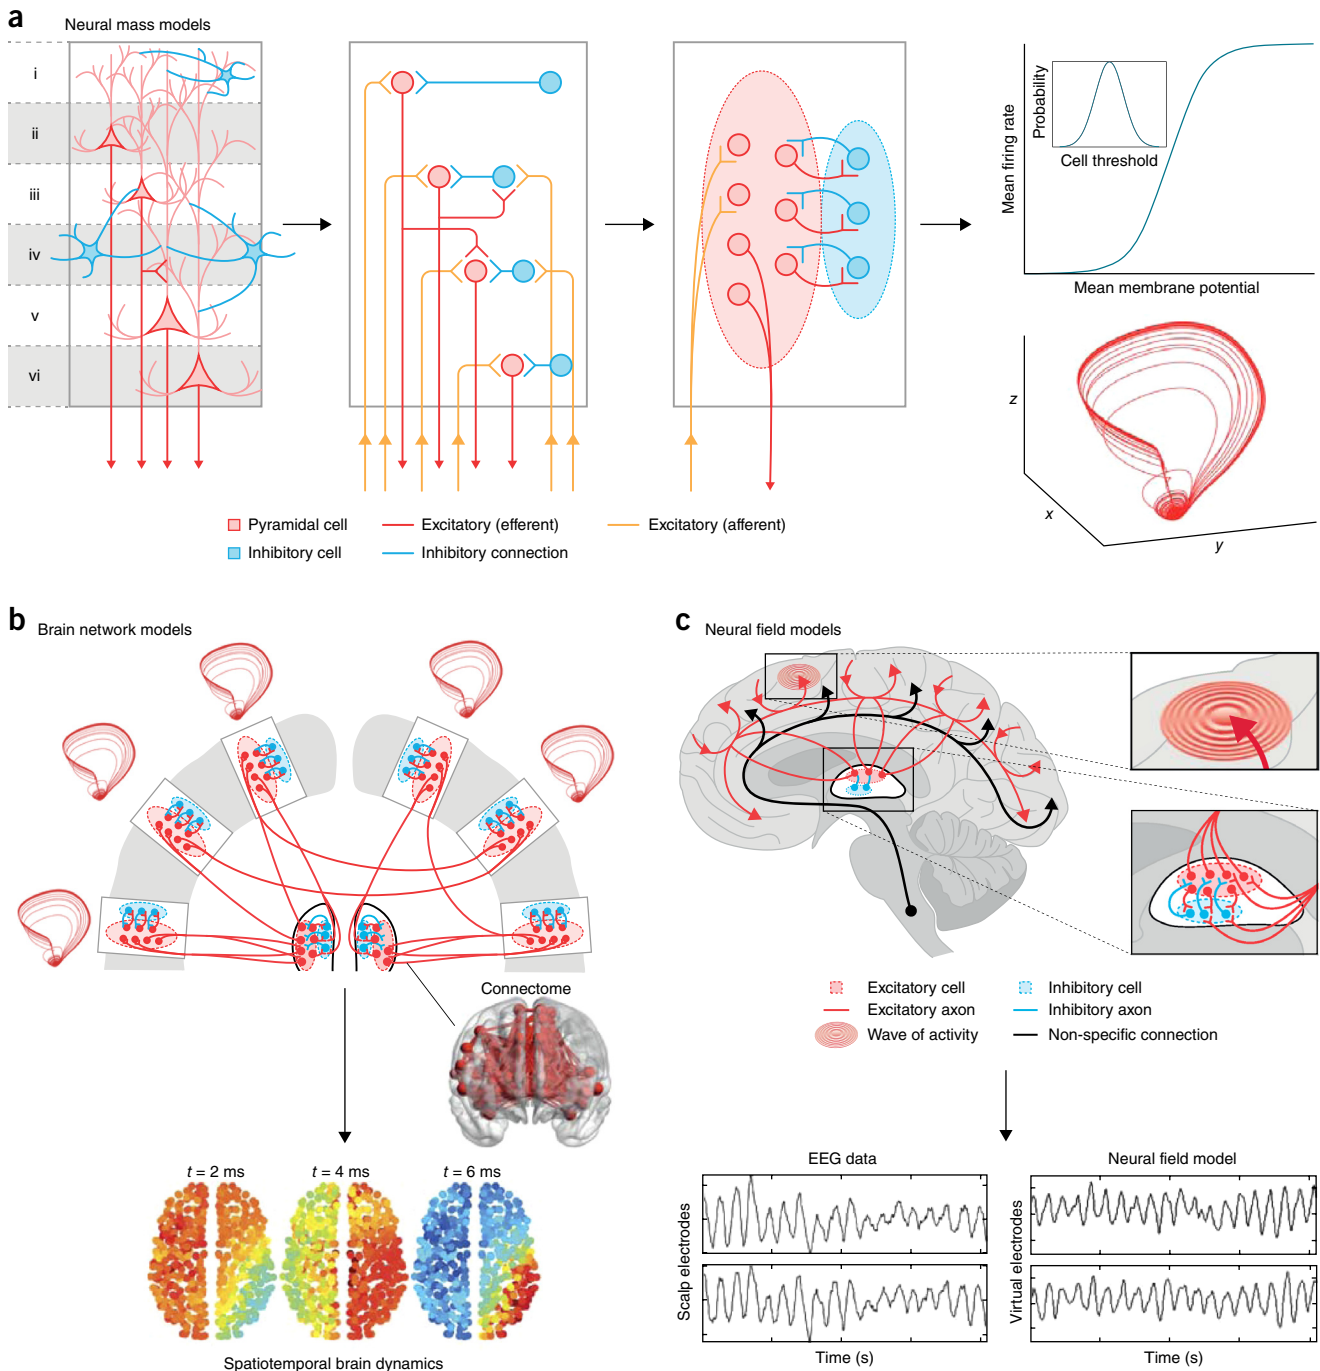 a
Neural mass models
i
ii
iii
iv
v
vi
Mean firing rate
Probability
Cell threshold
Mean membrane potential
z
x
y
Pyramidal cell
Excitatory (efferent)
Excitatory (afferent)
Inhibitory cell
Inhibitory connection
b
Brain network models
Connectome
t = 2 ms
t = 4 ms
t = 6 ms
Spatiotemporal brain dynamics
c
Neural field models
Excitatory cell
Inhibitory cell
Excitatory axon
Inhibitory axon
Wave of activity
Non-specific connection
EEG data
Neural field model
Scalp electrodes
Virtual electrodes
Time (s)
Time (s)